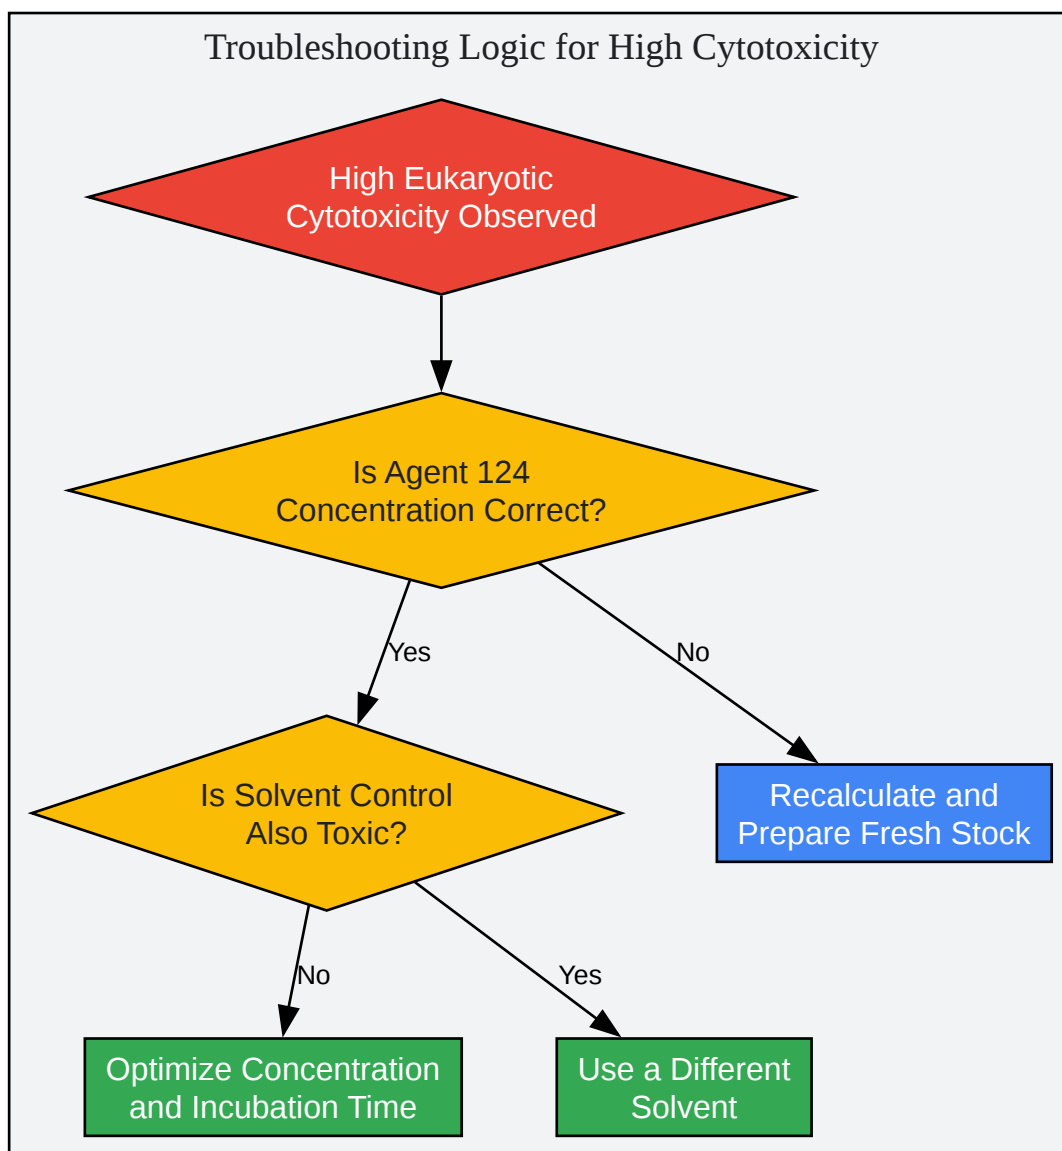 Troubleshooting Logic for High Cytotoxicity
High Eukaryotic
Cytotoxicity Observed
Is Agent 124
Concentration Correct?
Yes
No
Is Solvent Control
Also Toxic?
Recalculate and
Prepare Fresh Stock
No
Yes
Optimize Concentration
and Incubation Time
Use a Different
Solvent